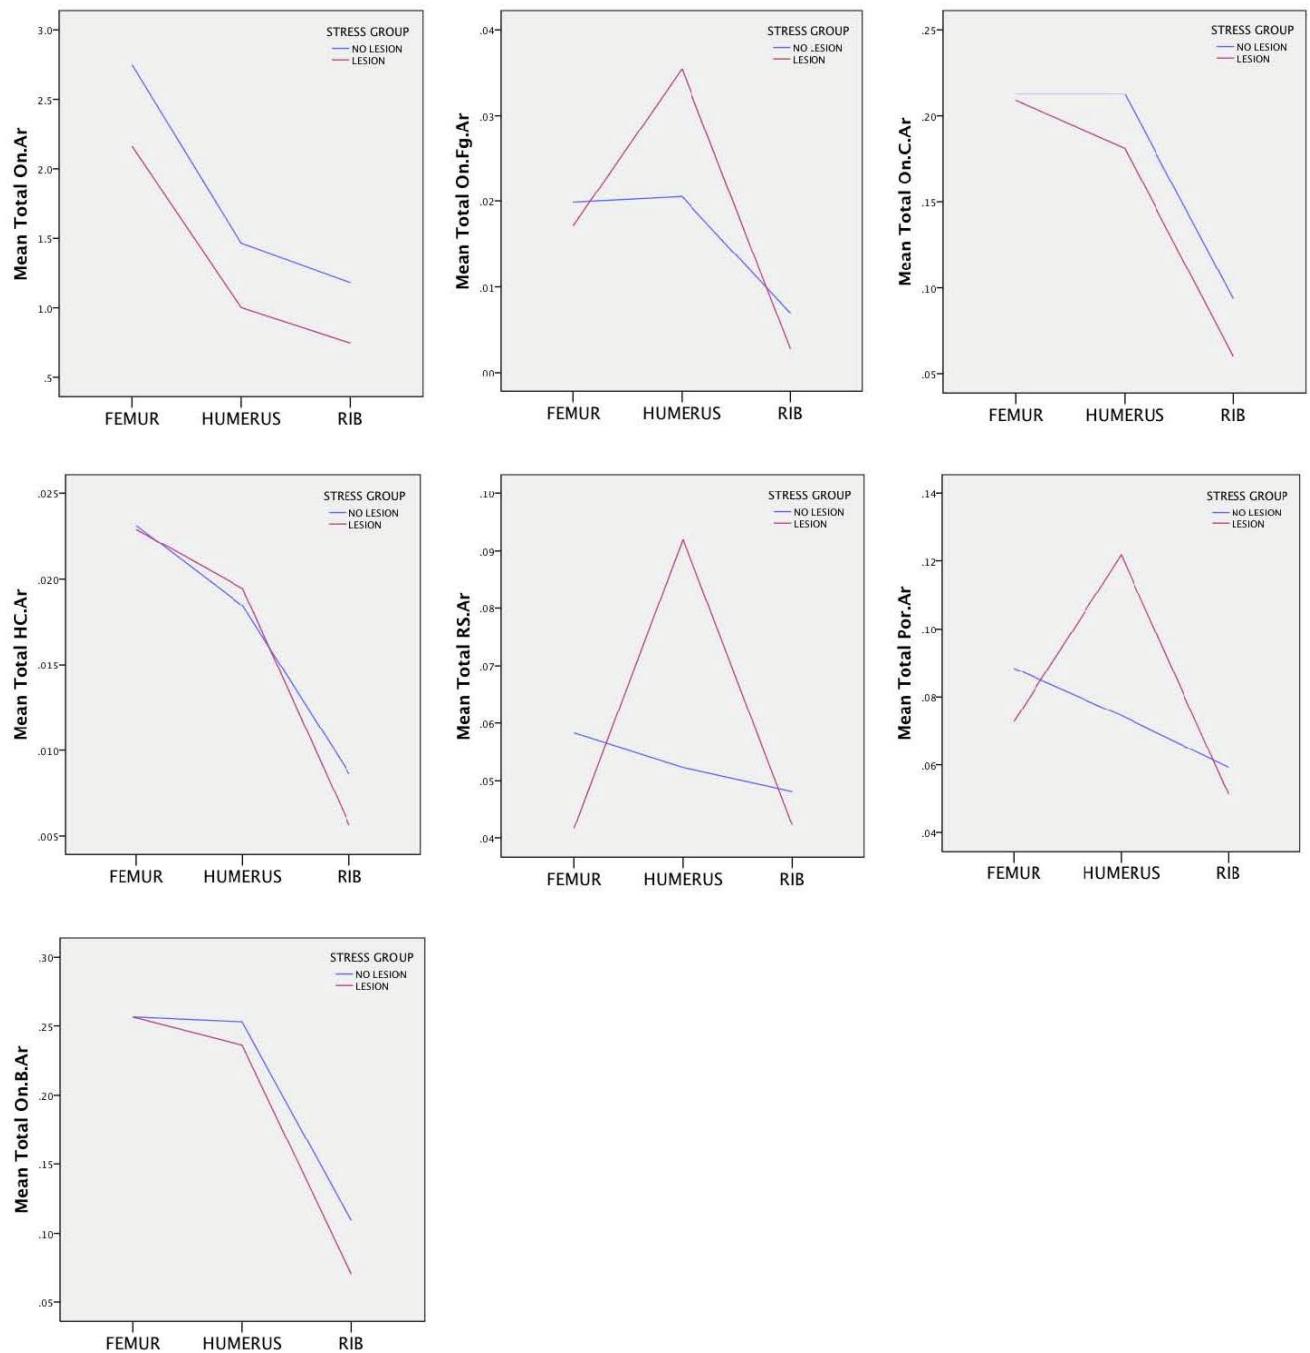 Mean Total On.Ar
STRESS GROUP
NO LESION
LESION
3.0
2.5
2.0
1.5
1.0
.5
FEMUR HUMERUS RIB
Mean Total On.Fg.Ar
STRESS GROUP
NO LESION
LESION
.04
.03
.02
.01
.00
FEMUR HUMERUS RIB
Mean Total On.C.Ar
STRESS GROUP
NO LESION
LESION
.25
.20
.15
.10
.05
FEMUR HUMERUS RIB
Mean Total HC.Ar
STRESS GROUP
NO LESION
LESION
.025
.020
.015
.010
.005
FEMUR HUMERUS RIB
Mean Total RS.Ar
STRESS GROUP
NO LESION
LESION
.10
.09
.08
.07
.06
.05
.04
FEMUR HUMERUS RIB
Mean Total Por.Ar
STRESS GROUP
NO LESION
LESION
.14
.12
.10
.08
.06
.04
FEMUR HUMERUS RIB
Mean Total On.B.Ar
STRESS GROUP
NO LESION
LESION
.30
.25
.20
.15
.10
.05
FEMUR HUMERUS RIB